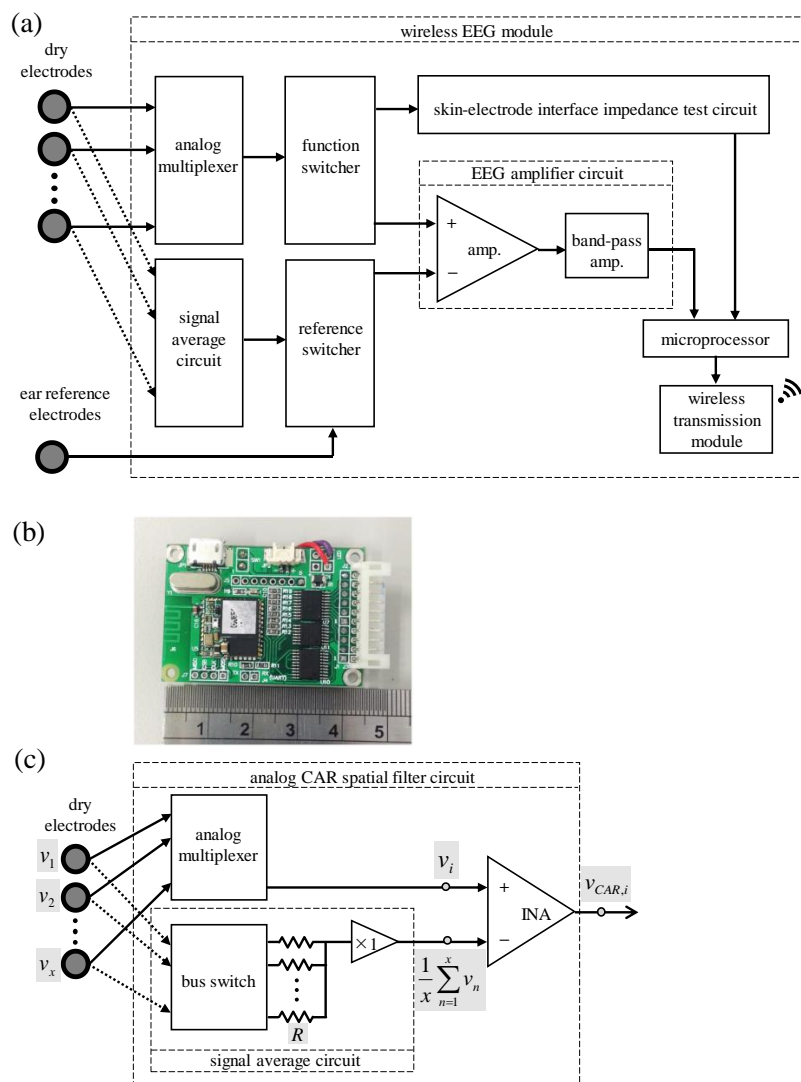 (a)
wireless EEG module
dry
electrodes
analog
multiplexer
function
switcher
skin-electrode interface impedance test circuit
EEG amplifier circuit
+
amp.
−
band-pass
amp.
signal
average
circuit
reference
switcher
microprocessor
ear reference
electrodes
wireless
transmission
module
(b)
1 2 3 4 5
(c)
analog CAR spatial filter circuit
dry
electrodes
analog
multiplexer
v1
v2
vx
vi
vCAR,i
+
INA
−
bus switch
×1
R
1/x ∑ n=1 x vn
signal average circuit